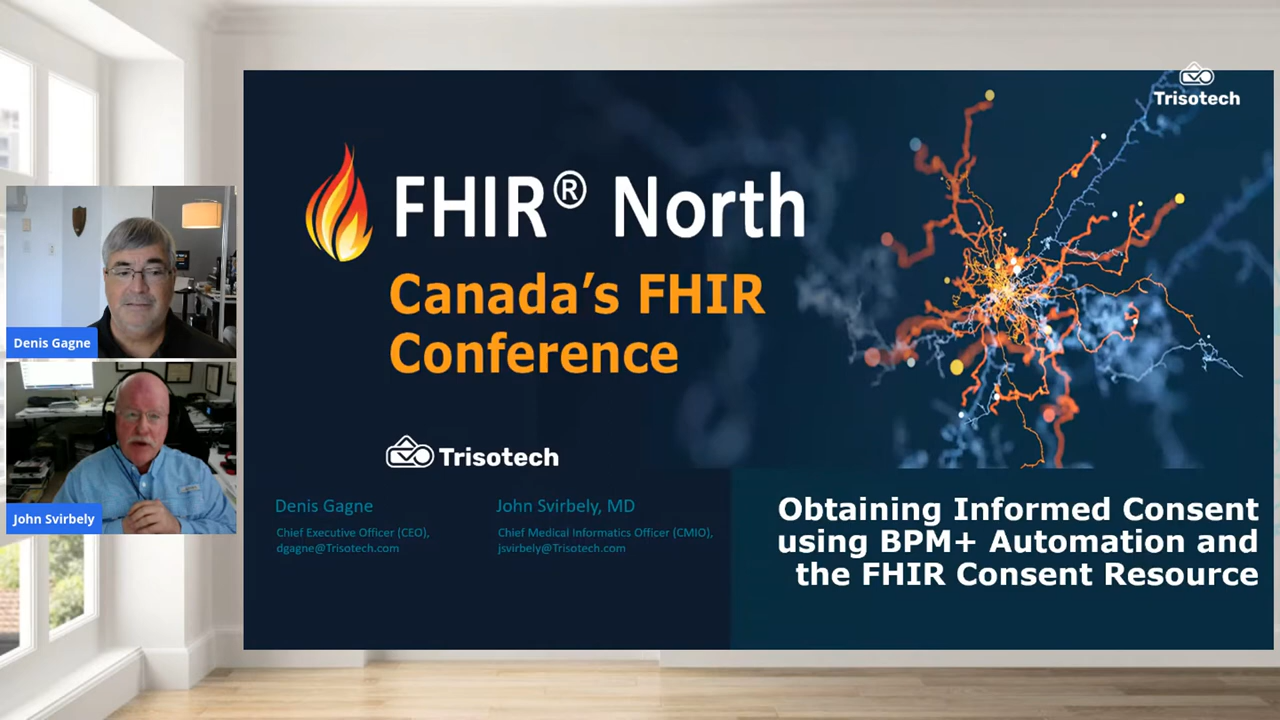 Trisotech
FHIR® North
Canada's FHIR
Conference
Trisotech
Denis Gagne
Chief Executive Officer (CEO),
dgagne@Trisotech.com
John Svirbely, MD
Chief Medical Informatics Officer (CMIO),
jsvirbely@Trisotech.com
Obtaining Informed Consent
using BPM+ Automation and
the FHIR Consent Resource
Denis Gagne
John Svirbely